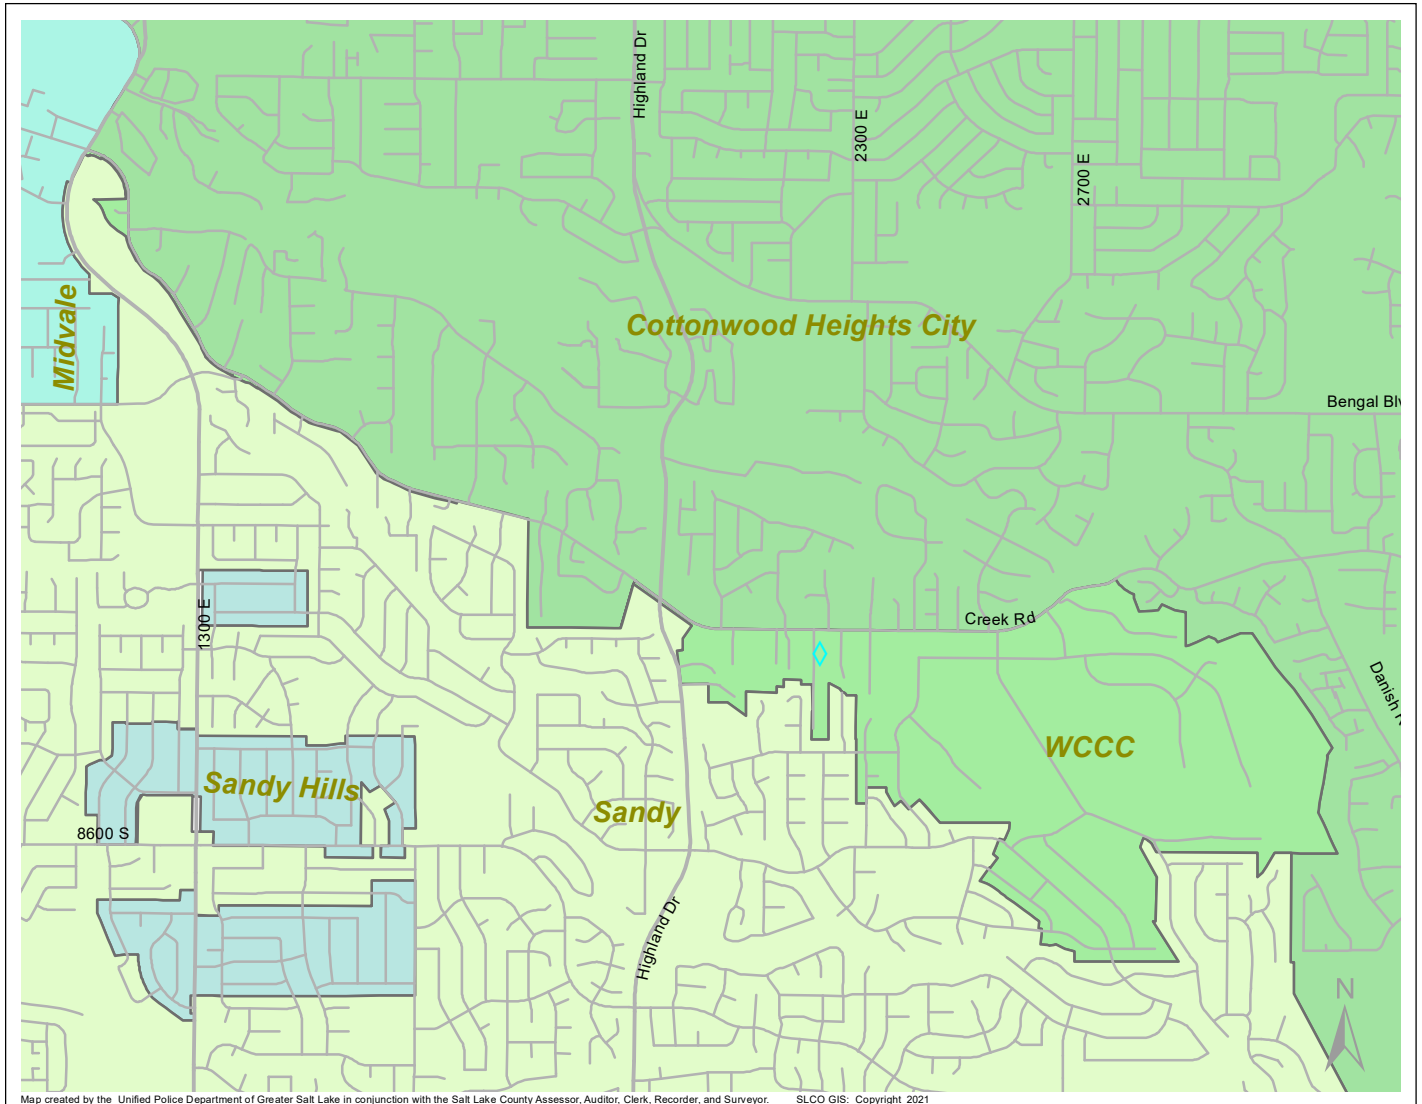 Highland Dr
2300 E
2700 E
Midvale
Cottonwood Heights City
Bengal Blv
1300 E
Creek Rd
Danish R
WCCC
Sandy Hills
Sandy
8600 S
Highland Dr
N
Map created by the Unified Police Department of Greater Salt Lake in conjunction with the Salt Lake County Assessor, Auditor, Clerk, Recorder, and Surveyor. SLCO GIS: Copyright 2021